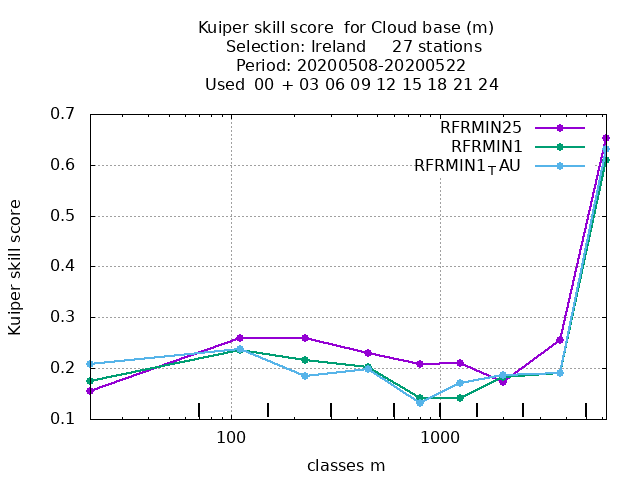 Kuiper skill score  for Cloud base (m)
Selection: Ireland     27 stations
Period: 20200508-20200522
Used  00 + 03 06 09 12 15 18 21 24
RFRMIN25
RFRMIN1
RFRMIN1TAU
0.7
0.6
0.5
0.4
0.3
0.2
0.1
Kuiper skill score
100 1000
classes m